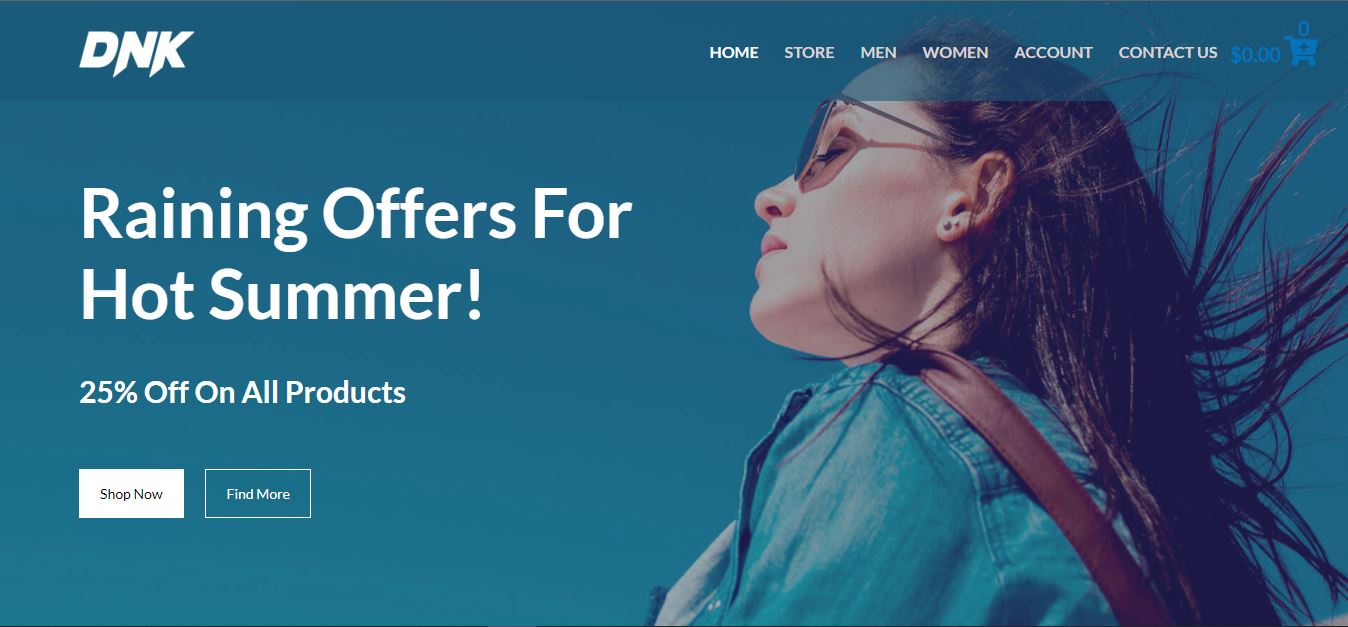 DNK
HOME STORE MEN WOMEN ACCOUNT CONTACT US $0.00 0
Raining Offers For
Hot Summer!
25% Off On All Products
Shop Now Find More